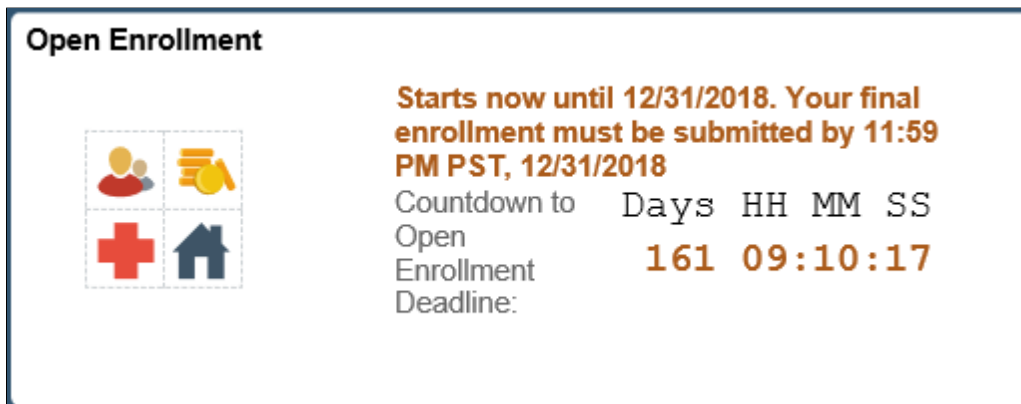 Open Enrollment
Starts now until 12/31/2018. Your final
enrollment must be submitted by 11:59
PM PST, 12/31/2018
Countdown to
Open
Enrollment
Deadline:
Days HH MM SS
161 09:10:17